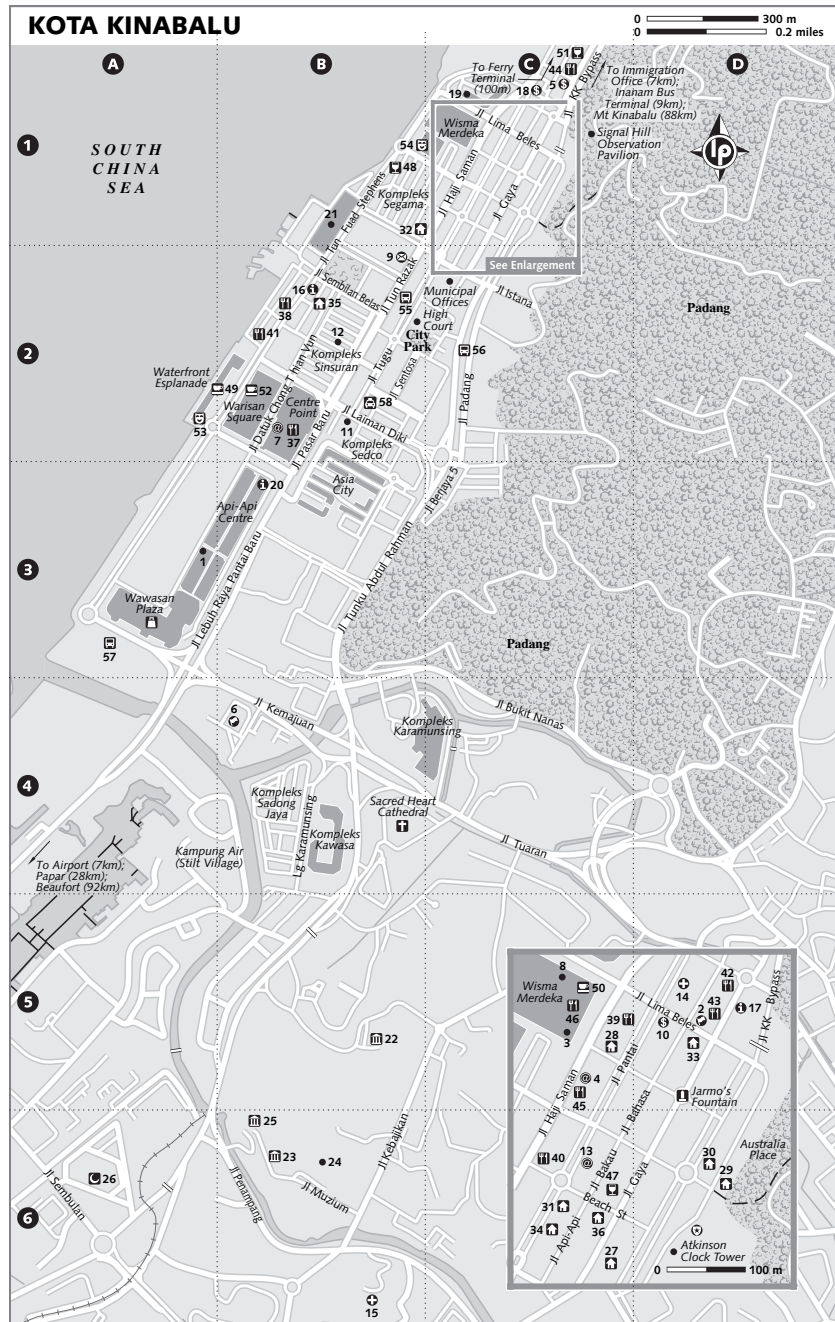 KOTA KINABALU
0 300 m
0 0.2 miles
A
B
C
D
1
2
3
4
5
6
SOUTH
CHINA
SEA
To Ferry
Terminal
(100m)
51
44
5
18
19
Jl KK Bypass
To Immigration
Office (7km);
Inanam Bus
Terminal (9km);
Mt Kinabalu (88km)
Signal Hill
Observation
Pavilion
lp
Wisma
Merdeka
Jl Lima Beles
Jl Haji Saman
Jl Gaya
See Enlargement
54
48
Kompleks
Segama
Jl Tun Fuad Stephens
21
32
9
Jl Tun Razak
Jl Sembilan Belas
16
38
35
55
Municipal
Offices
High
Court
City
Park
Jl Istana
Padang
41
12
Kompleks
Sinsuran
Jl Tugu
Jl Sentosa
56
Jl Padang
Waterfront
Esplanade
49
52
Warisan
Square
Jl Datuk Chong Thian Vun
Centre
Point
58
53
7
37
Jl Pasar Baru
11
Jl Laiman Diki
Kompleks
Sedco
20
Api-Api
Centre
Asia
City
Jl Berjaya 5
1
Jl Lebuh Raya Pantai Baru
Jl Tunku Abdul Rahman
Wawasan
Plaza
57
Padang
6
Jl Kemajuan
Kompleks
Karamunsing
Jl Bukit Nanas
Kompleks
Sadong
Jaya
Lg Karamunsing
Kompleks
Kawasa
Sacred Heart
Cathedral
Jl Tuaran
Kampung Air
(Stilt Village)
To Airport (7km);
Papar (28km);
Beaufort (92km)
22
25
23
24
Jl Muzium
Jl Kebajikan
Jl Penampang
26
Jl Sembulan
15
8
Wisma
Merdeka
50
46
3
Jl Lima Beles
14
42
2
43
17
39
28
10
33
Jl KK Bypass
Jl Pantai
Jl Haji Saman
4
45
Jl Bahasa
Jarmo's
Fountain
Australia
Place
40
13
Jl Bakau
30
29
47
Jl Gaya
31
Beach St
34
36
Jl Api-Api
27
Atkinson
Clock Tower
0 100 m